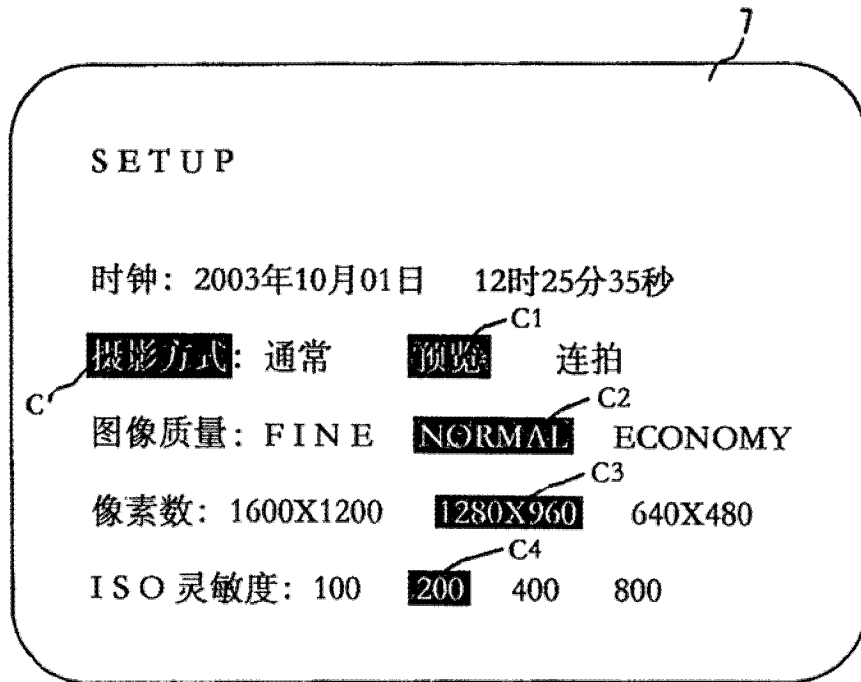 7
SETUP
时钟：2003年10月01日 12时25分35秒
C1
摄影方式：通常 预览 连拍
C
C2
图像质量：FINE NORMAL ECONOMY
C3
像素数：1600X1200 1280X960 640X480
C4
ISO灵敏度：100 200 400 800